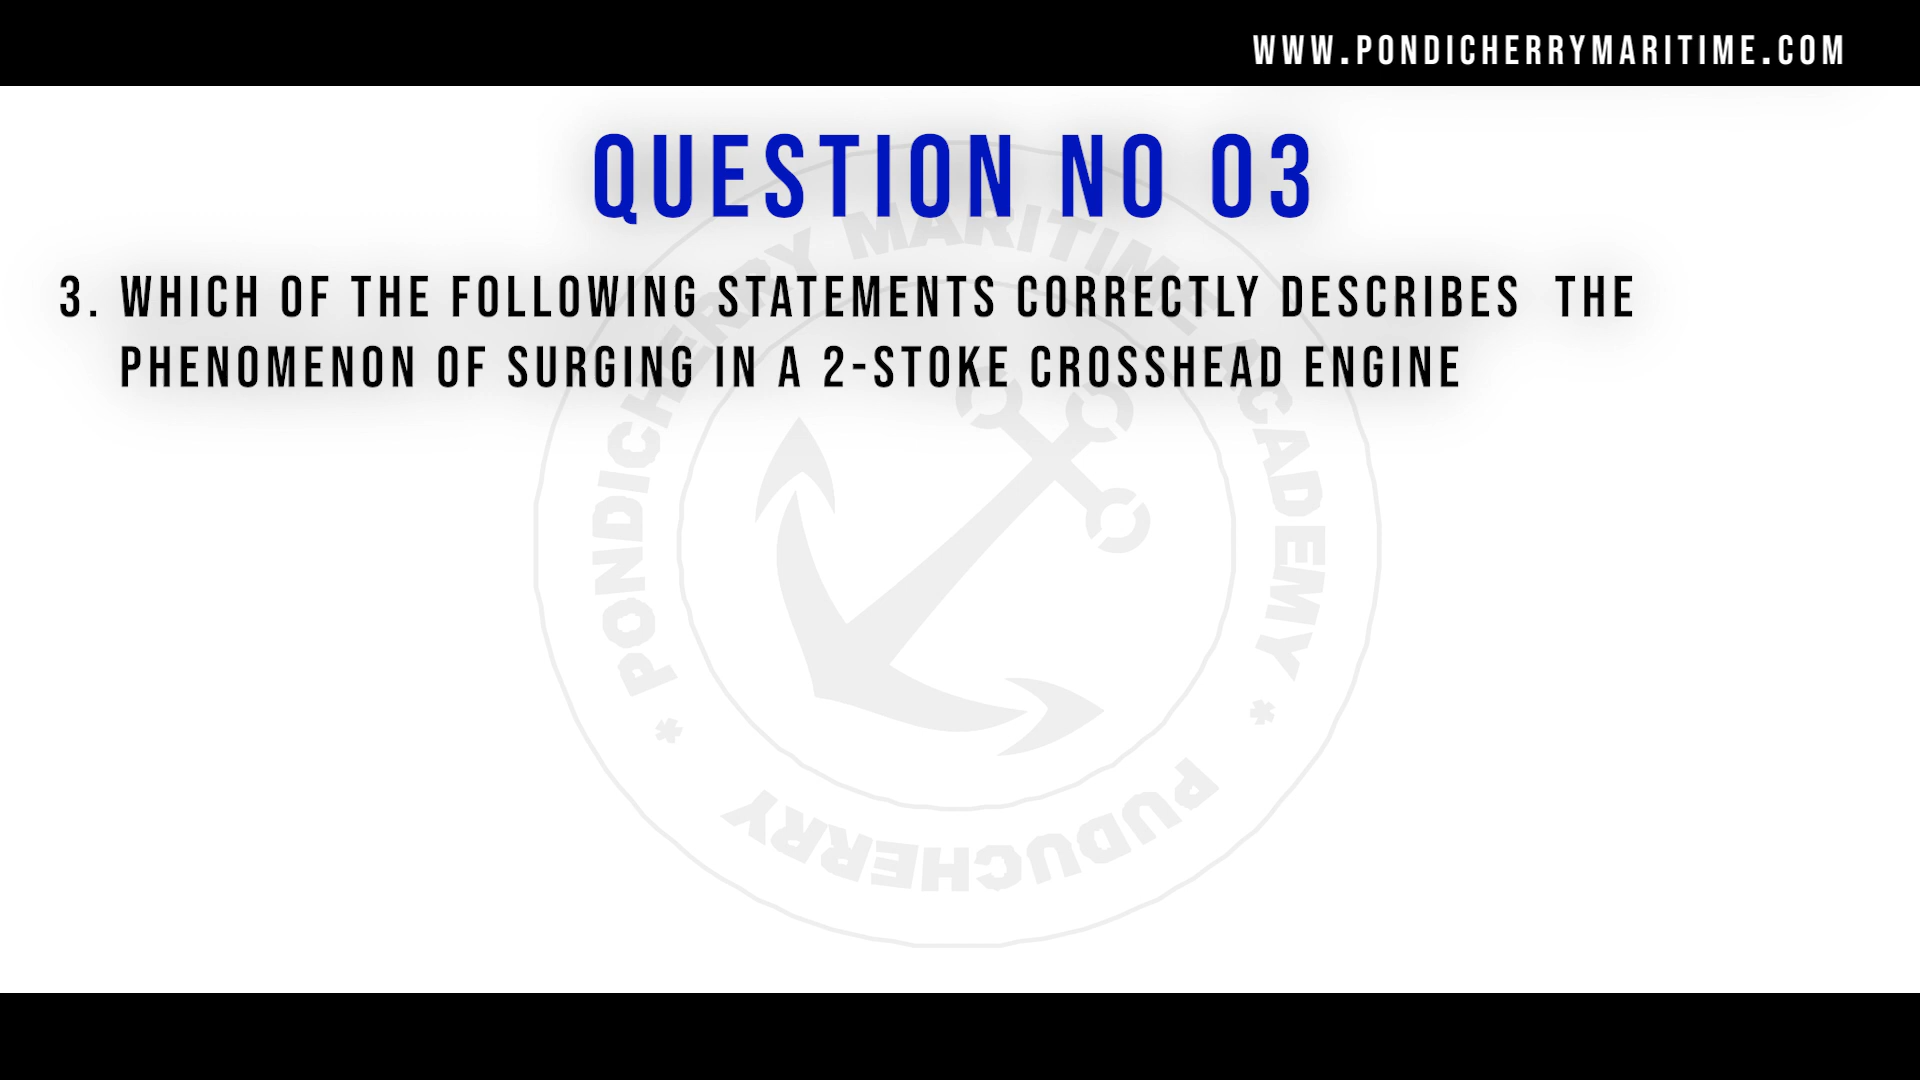 WWW.PONDICHERRYMARITIME.COM
QUESTION NO 03
3. WHICH OF THE FOLLOWING STATEMENTS CORRECTLY DESCRIBES THE
PHENOMENON OF SURGING IN A 2-STOKE CROSSHEAD ENGINE
PONDICHERRY MARITIME ACADEMY
* PUDUCHERRY *